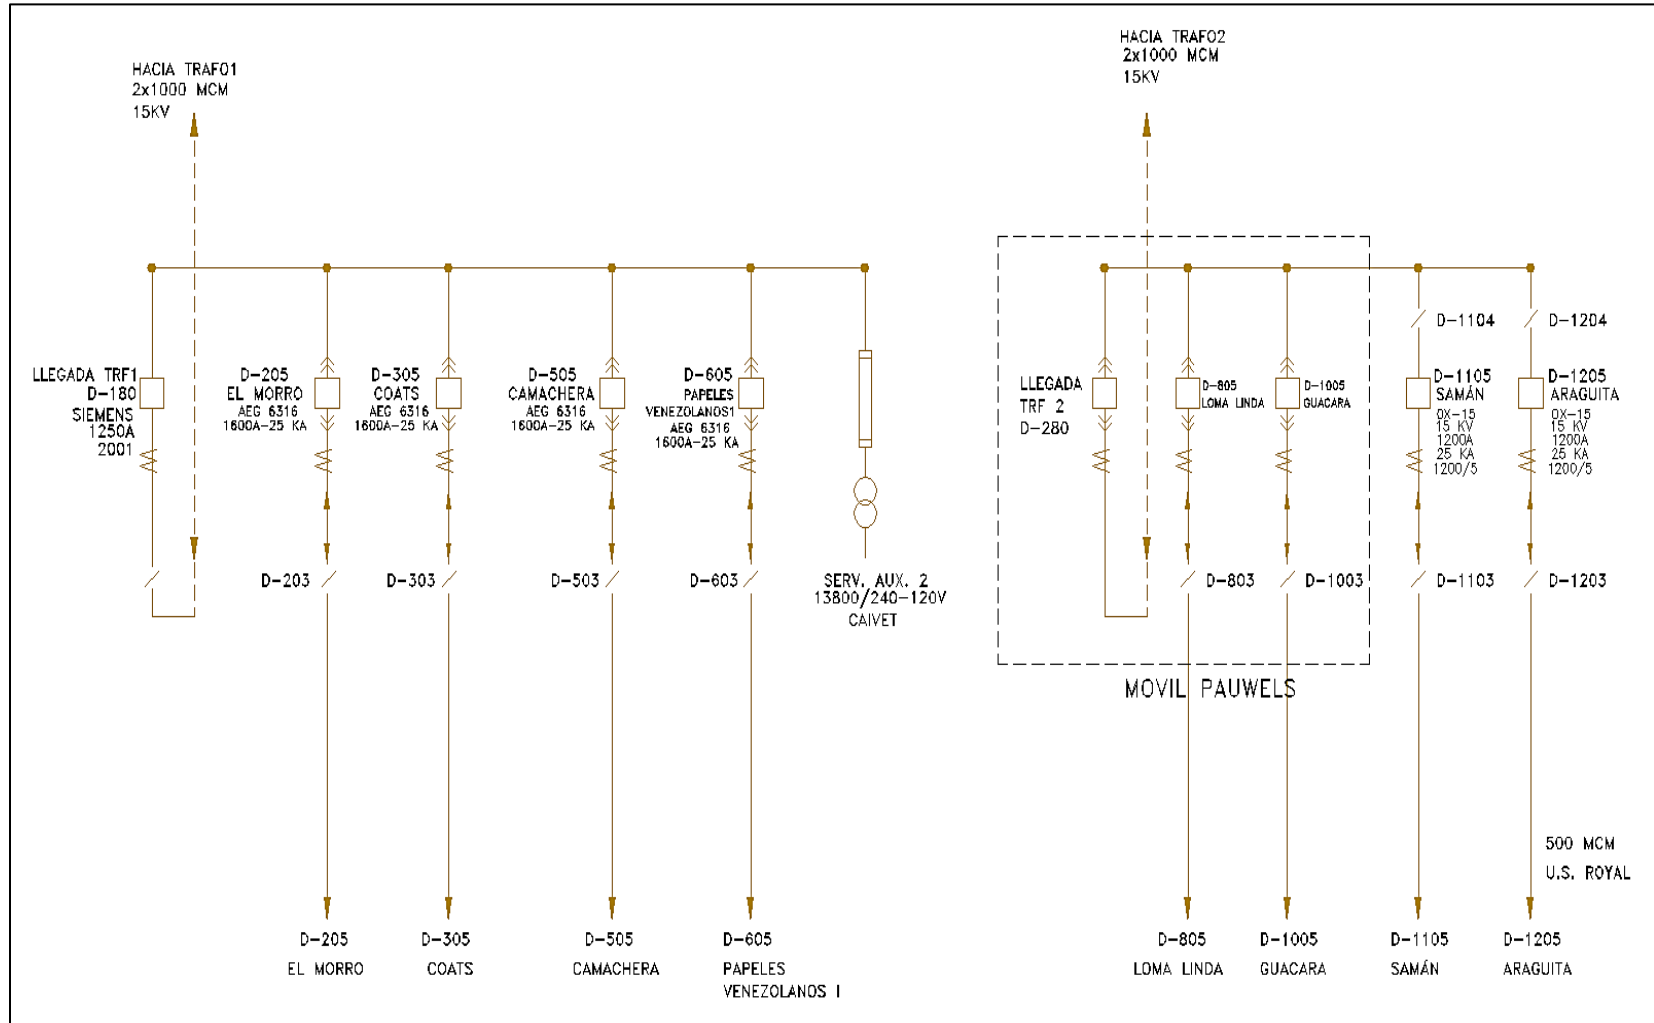 HACIA TRAFO1
2x1000 MCM
15KV
HACIA TRAFO2
2x1000 MCM
15KV
LLEGADA TRF1
D-180
SIEMENS
1250A
2001
D-205
EL MORRO
AEG 6316
1600A-25 KA
D-305
COATS
AEG 6316
1600A-25 KA
D-505
CAMACHERA
AEG 6316
1600A-25 KA
D-605
PAPELES
VENEZOLANOS1
AEG 6316
1600A-25 KA
LLEGADA
TRF 2
D-280
D-805
LOMA LINDA
D-1005
GUACARA
D-1104
D-1105
SAMÁN
OX-15
15 KV
1200A
25 KA
1200/5
D-1204
D-1205
ARAGUITA
OX-15
15 KV
1200A
25 KA
1200/5
D-203
D-303
D-503
D-603
SERV. AUX. 2
13800/240-120V
CAIVET
D-803
D-1003
D-1103
D-1203
MOVIL PAUWELS
500 MCM
U.S. ROYAL
D-205
EL MORRO
D-305
COATS
D-505
CAMACHERA
D-605
PAPELES
VENEZOLANOS I
D-805
LOMA LINDA
D-1005
GUACARA
D-1105
SAMÁN
D-1205
ARAGUITA